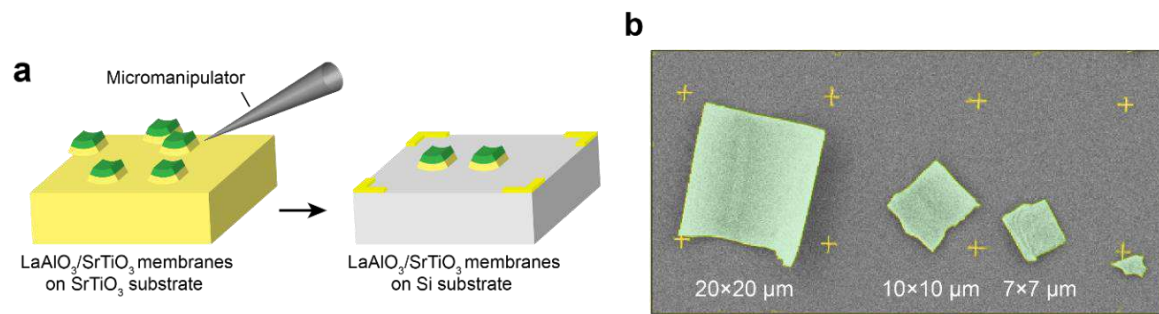 a
Micromanipulator
LaAlO₃/SrTiO₃ membranes
on SrTiO₃ substrate
LaAlO₃/SrTiO₃ membranes
on Si substrate
b
20×20 µm
10×10 µm
7×7 µm